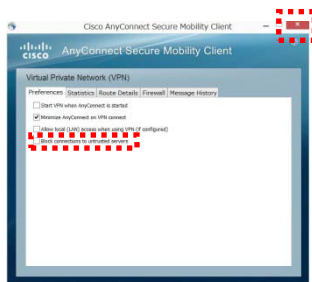 Cisco AnyConnect Secure Mobility Client
CISCO AnyConnect Secure Mobility Client
Virtual Private Network (VPN)
Preferences Statistics Route Details Firewall Message History
Start VPN when AnyConnect is started
Minimize AnyConnect on VPN connect
Allow local (LAN) access when using VPN (if configured)
Block connections to untrusted servers